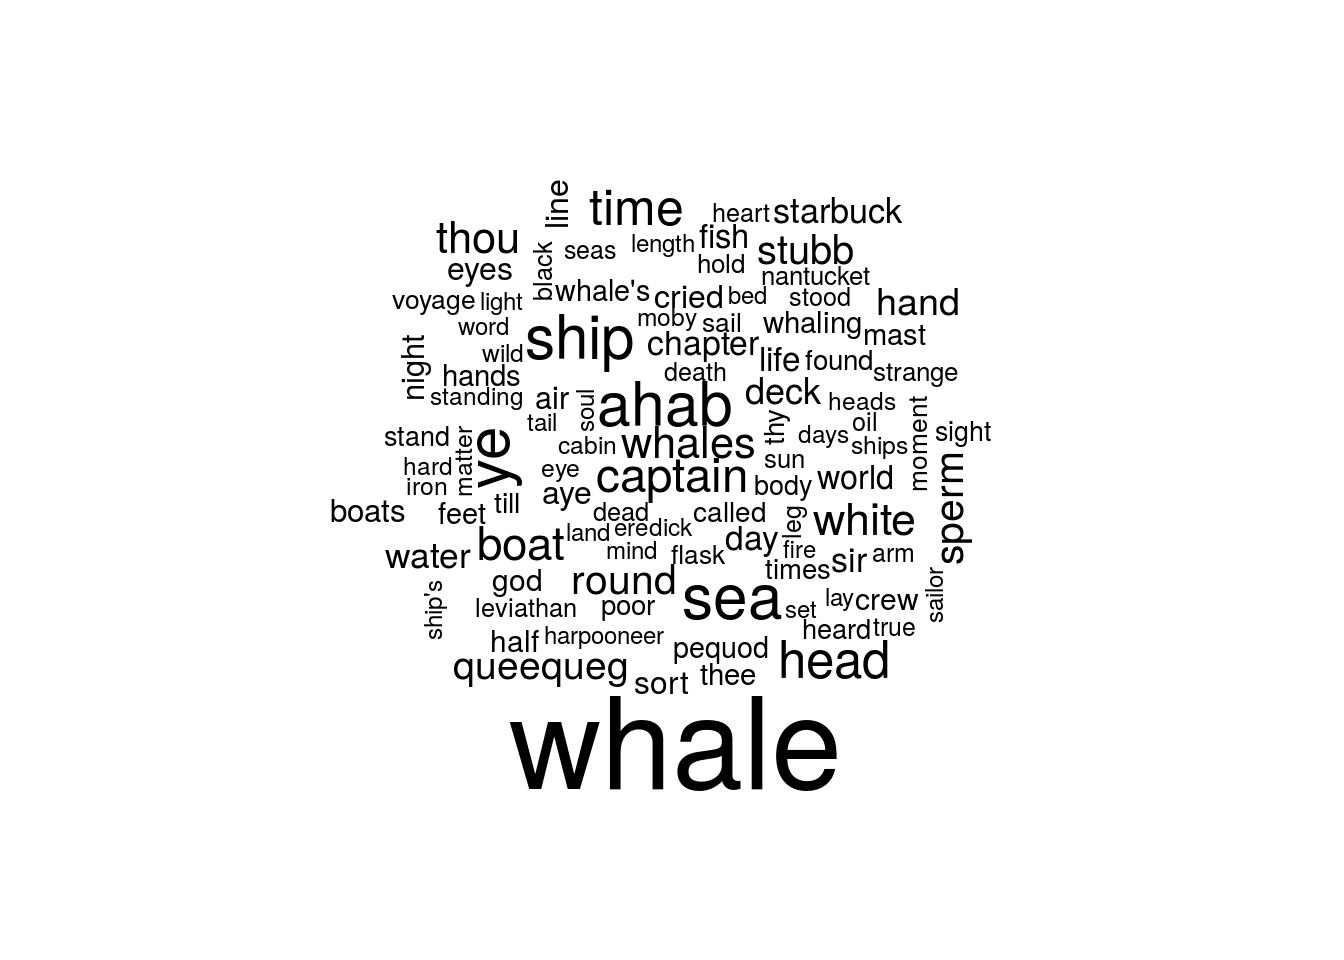 line
time
heart
starbuck
thou
black
seas
length
fish
stubb
eyes
hold
nantucket
voyage
light
whale's
cried
bed
stood
hand
word
moby
sail
whaling
mast
night
wild
ship
chapter
life
found
strange
hands
death
standing
air
soul
ahab
deck
heads
tail
thy
days
oil
moment
sight
stand
matter
ye
cabin
whales
ships
hard
eye
captain
sun
body
world
sperm
iron
till
aye
boats
feet
dead
called
leg
white
boat
land
eredick
day
water
mind
flask
fire
times
sir
arm
god
round
sea
ship's
leviathan
poor
set
lay
crew
sailor
half
harpooneer
heard
true
queequeg
pequod
head
sort
thee
whale